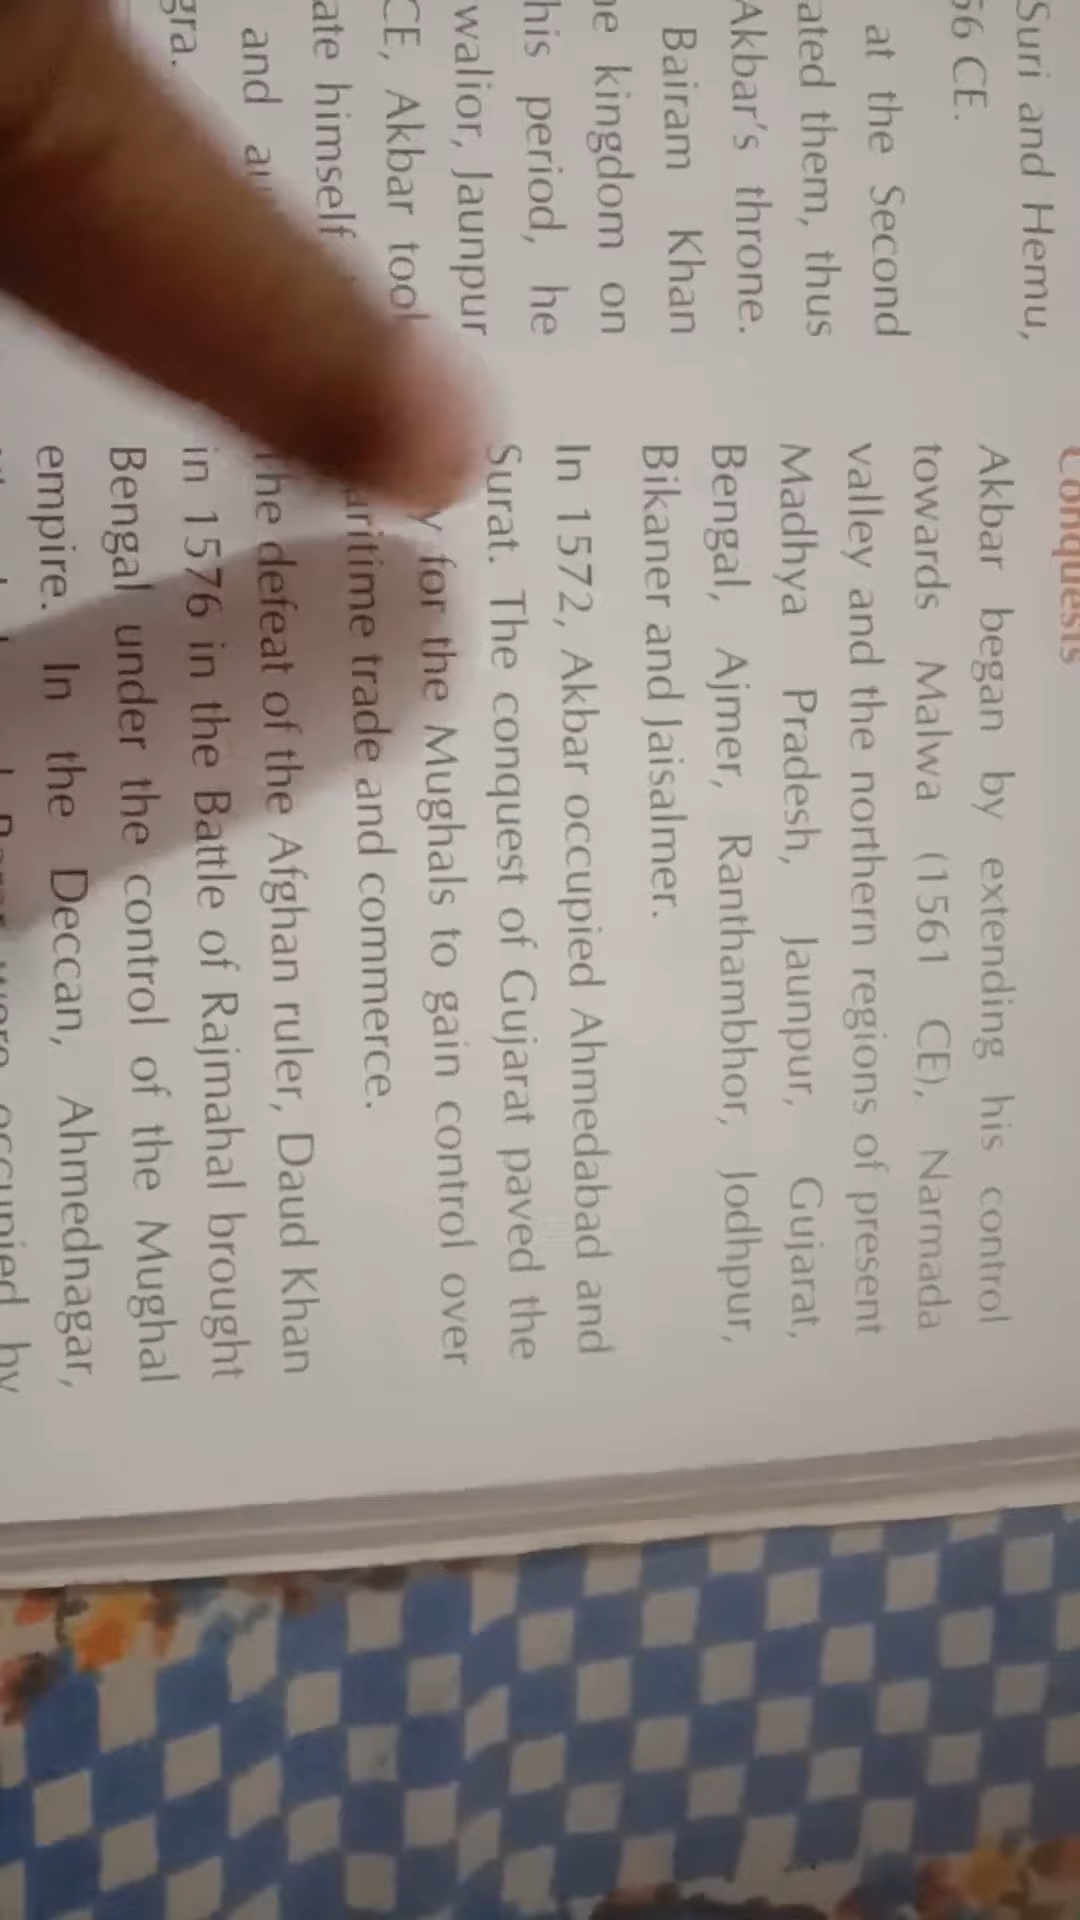 Suri and Hemu,
56 CE.
at the Second
ated them, thus
Akbar's throne.
Bairam Khan
he kingdom on
his period, he
walior, Jaunpur
CE, Akbar
ate himself
and
gra.
Conquests
Akbar began by extending his control
towards Malwa (1561 CE), Narmada
valley and the northern regions of present
Madhya Pradesh, Jaunpur, Gujarat,
Bengal, Ajmer, Ranthambhor, Jodhpur,
Bikaner and Jaisalmer.
In 1572, Akbar occupied Ahmedabad and
Surat. The conquest of Gujarat paved the
y for the Mughals to gain control over
aritime trade and commerce.
The defeat of the Afghan ruler, Daud Khan
in 1576 in the Battle of Rajmahal brought
Bengal under the control of the Mughal
empire. In the Deccan, Ahmednagar,
were occupied by